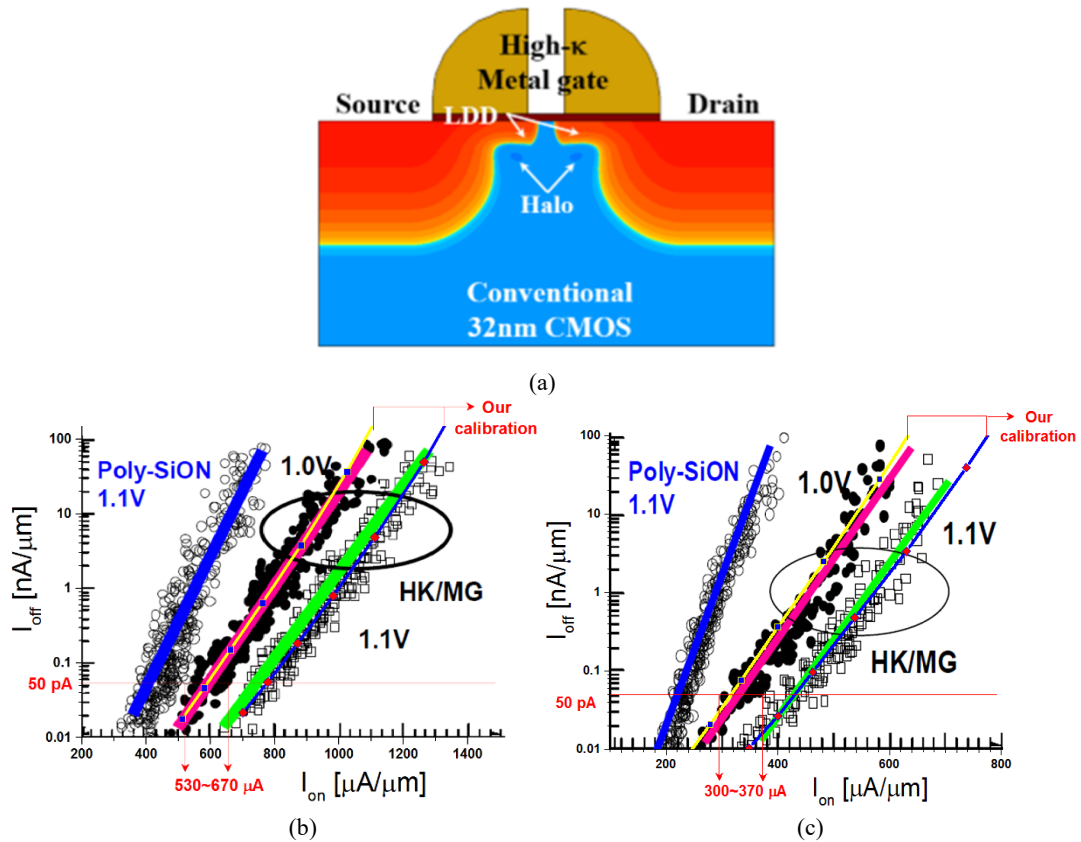 High-κ
Metal gate
Source
Drain
LDD
Halo
Conventional
32nm CMOS
(a)
Our
calibration
100
10
1
0.1
0.01
I_off [nA/μm]
Poly-SiON
1.1V
1.0V
HK/MG
1.1V
50 pA
200 400 600 800 1000 1200 1400
530~670 μA
I_on [μA/μm]
(b)
Our
calibration
100
10
1
0.1
0.01
I_off [nA/μm]
Poly-SiON
1.1V
1.0V
1.1V
HK/MG
50 pA
200 400 600 800
300~370 μA
I_on [μA/μm]
(c)